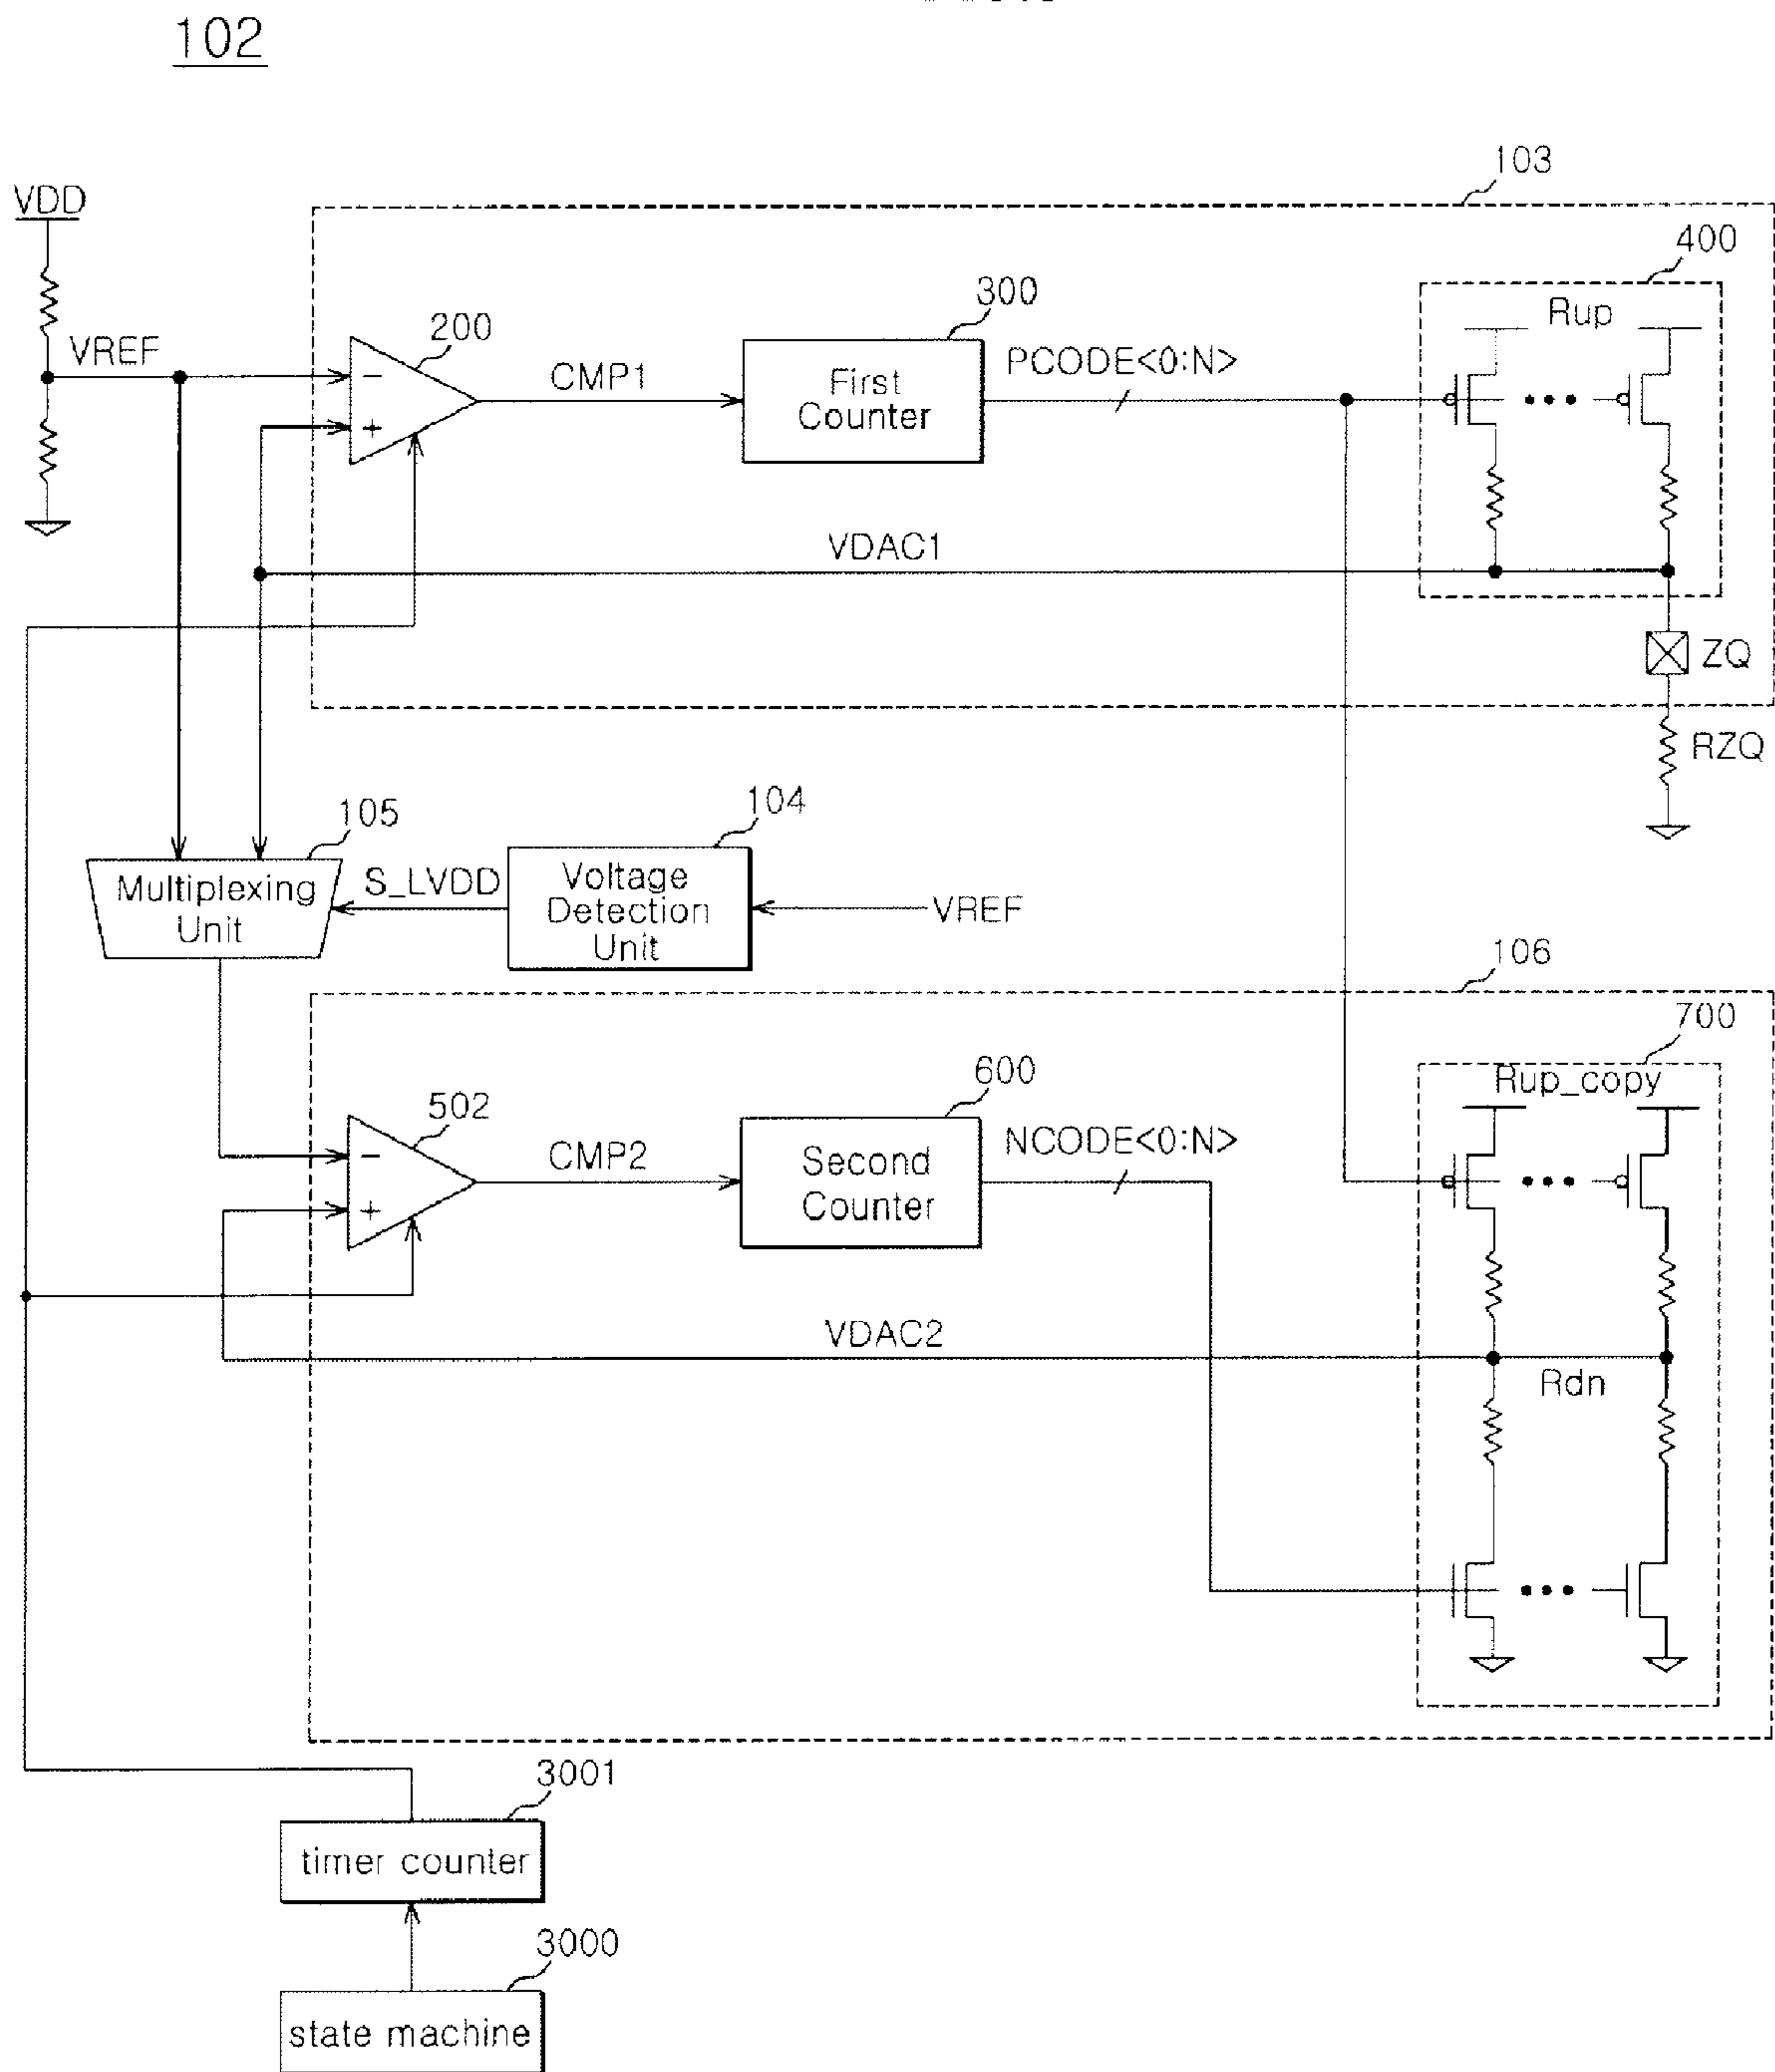 102
103
VDD
400
Rup
300
200
VREF
CMP1
First
Counter
PCODE<0:N>
-
+
VDAC1
ZQ
RZQ
104
105
Multiplexing
Unit
S_LVDD
Voltage
Detection
Unit
VREF
106
700
Rup_copy
600
502
CMP2
Second
Counter
NCODE<0:N>
-
+
VDAC2
Rdn
3001
timer counter
3000
state machine